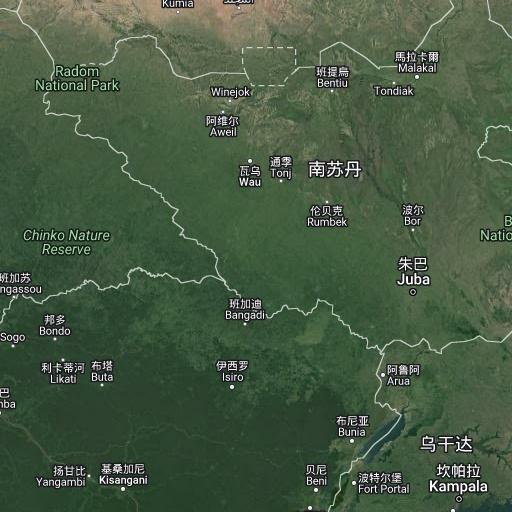 Kumia
Radom
National Park
馬拉卡爾
Malakal
班提烏
Bentiu
Tondiak
Winejok
阿维尔
Aweil
瓦乌
Wau
通季
Tonj
南苏丹
伦贝克
Rumbek
波尔
Bor
Chinko Nature
Reserve
朱巴
Juba
班加苏
ngassou
班加迪
Bangadi
邦多
Bondo
Sogo
利卡蒂河
Likati
布塔
Buta
伊西罗
Isiro
阿鲁阿
Arua
巴
布尼亚
Bunia
乌干达
扬甘比
Yangambi
基桑加尼
Kisangani
贝尼
Beni
波特尔堡
Fort Portal
坎帕拉
Kampala